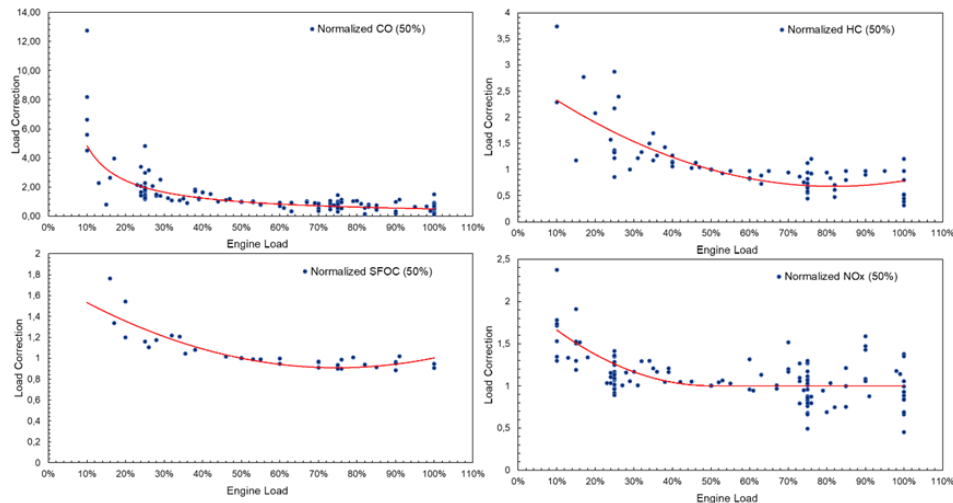 14,00
12,00
10,00
8,00
6,00
4,00
2,00
0,00
Load Correction
Normalized CO (50%)
0% 10% 20% 30% 40% 50% 60% 70% 80% 90% 100% 110%
Engine Load
4
3,5
3
2,5
2
1,5
1
0,5
0
Load Correction
Normalized HC (50%)
0% 10% 20% 30% 40% 50% 60% 70% 80% 90% 100% 110%
Engine Load
2
1,8
1,6
1,4
1,2
1
0,8
0,6
0,4
0,2
0
Load Correction
Normalized SFOC (50%)
0% 10% 20% 30% 40% 50% 60% 70% 80% 90% 100% 110%
Engine Load
2,5
2
1,5
1
0,5
0
Load Correction
Normalized NOx (50%)
0% 10% 20% 30% 40% 50% 60% 70% 80% 90% 100% 110%
Engine Load